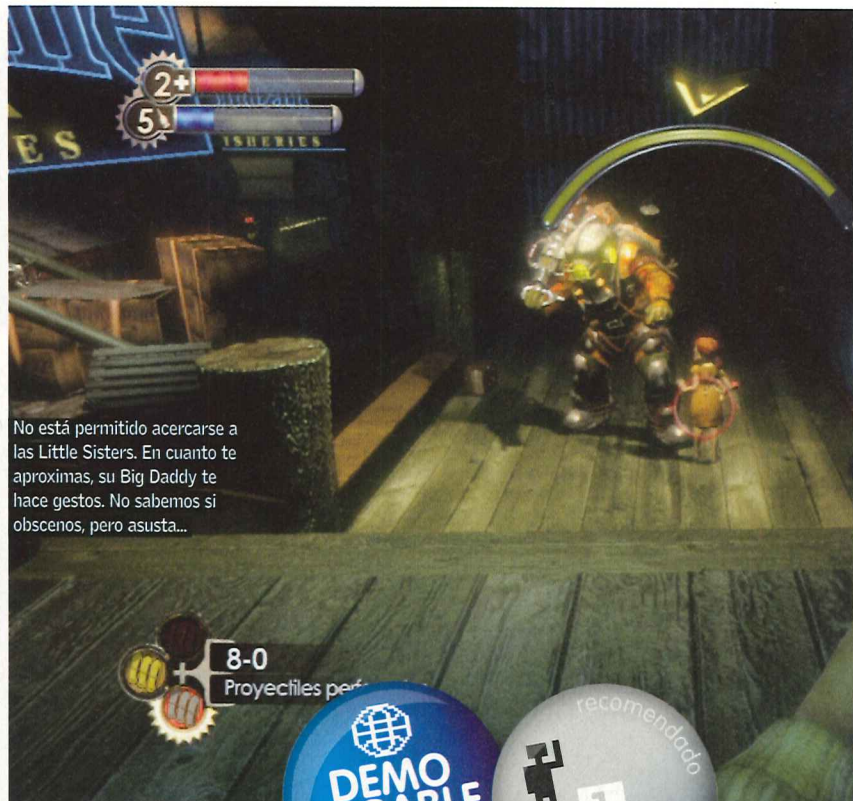 ES
2+
5
ISHERIES
No está permitido acercarse a
las Little Sisters. En cuanto te
aproximas, su Big Daddy te
hace gestos. No sabemos si
obscenos, pero asusta...
8-0
Proyectiles
recomendado
DEMO